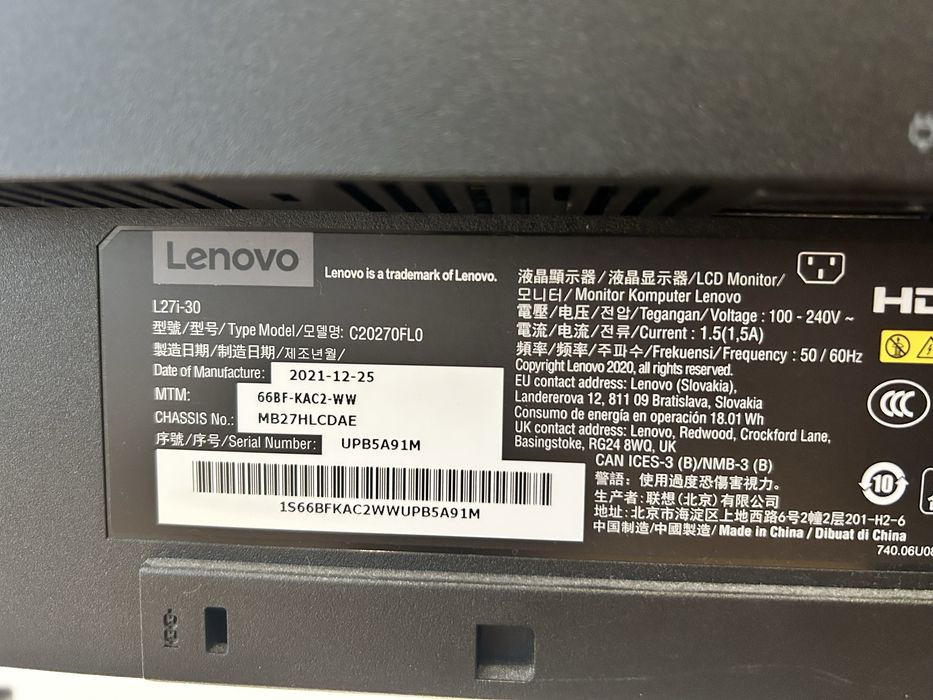 Lenovo
Lenovo is a trademark of Lenovo.
L27i-30
型號/型号/Type Model/모델명: C20270FL0
製造日期/制造日期/제조년월/
Date of Manufacture: 2021-12-25
MTM: 66BF-KAC2-WW
CHASSIS No.: MB27HLCDAE
序號/序号/Serial Number: UPB5A91M
1S66BFKAC2WWUPB5A91M
液晶顯示器/液晶显示器/LCD Monitor/
모니터/Monitor Komputer Lenovo
電壓/电压/전압/Tegangan/Voltage : 100 - 240V ~
電流/电流/전류/Current : 1.5(1,5A)
頻率/频率/주파수/Frekuensi/Frequency : 50 / 60Hz
Copyright Lenovo 2020, all rights reserved.
EU contact address: Lenovo (Slovakia),
Landererova 12, 811 09 Bratislava, Slovakia
Consumo de energía en operación 18.01 Wh
UK contact address: Lenovo, Redwood, Crockford Lane,
Basingstoke, RG24 8WQ, UK
CAN ICES-3 (B)/NMB-3 (B)
警語：使用過度恐傷害視力。
生产者: 联想(北京)有限公司
地址: 北京市海淀区上地西路6号2幢2层201-H2-6
中国制造/中國製造/Made in China / Dibuat di China
740.06U08
HD
CCC
10